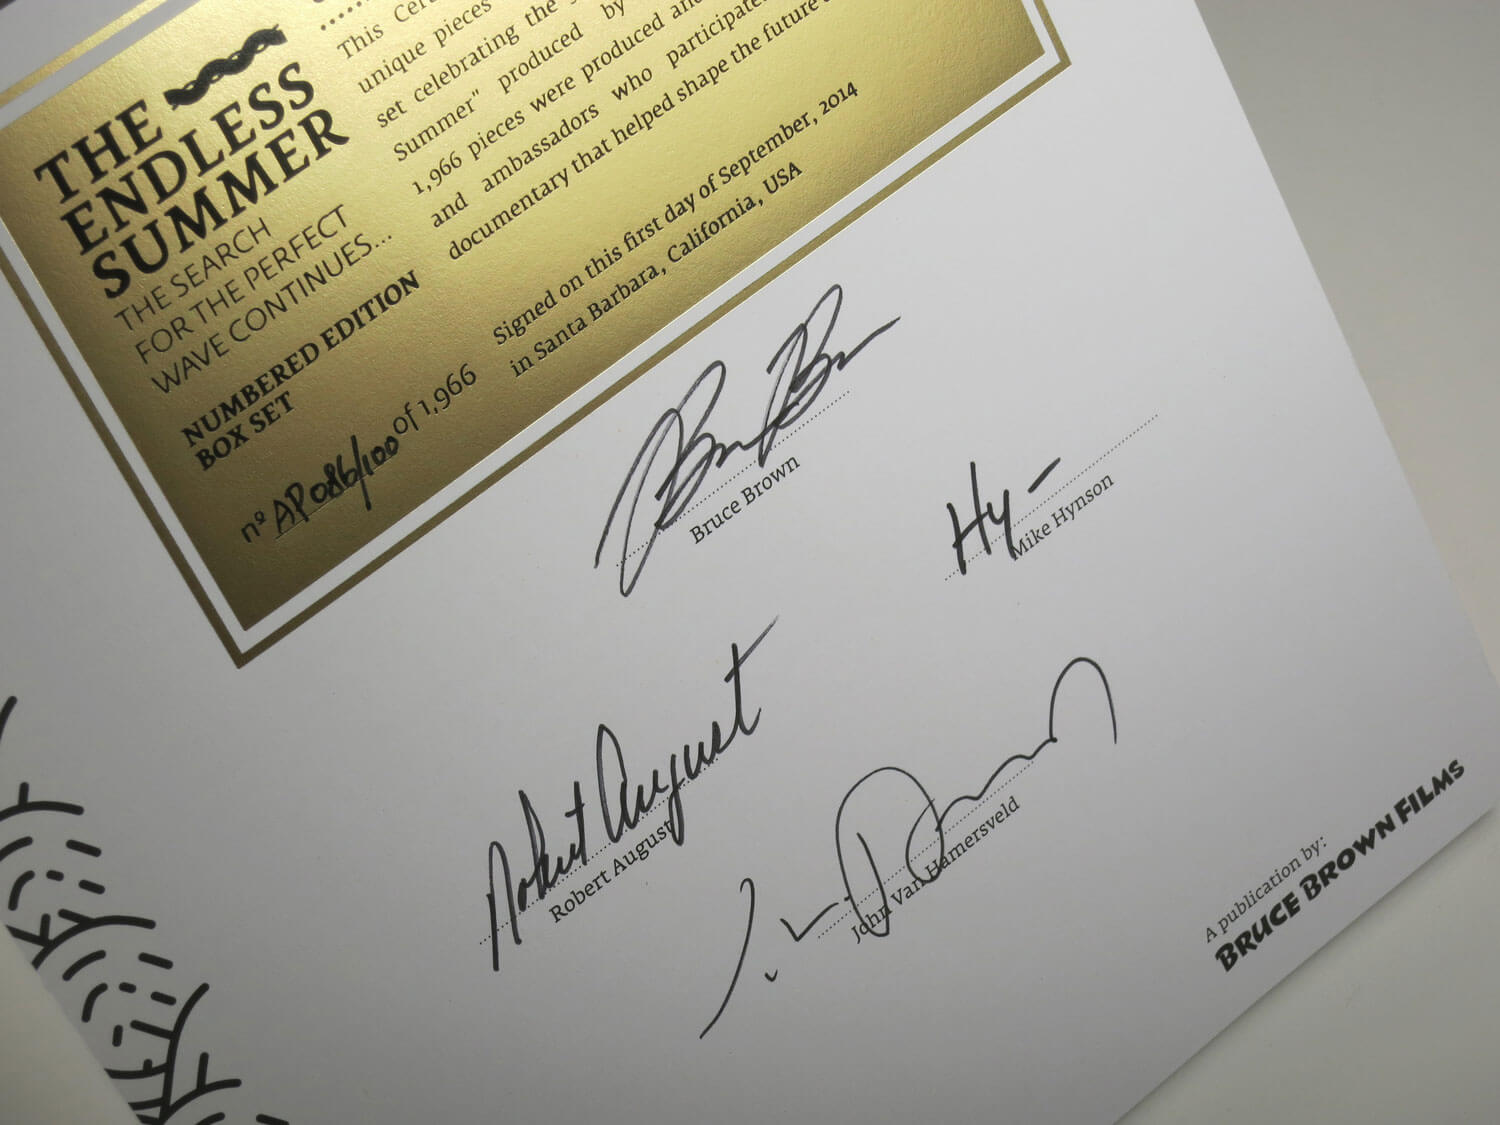 THE
ENDLESS
SUMMER
THE SEARCH
FOR THE PERFECT
WAVE CONTINUES...
NUMBERED EDITION
BOX SET
nº AP 086/100 of 1,966
This
unique pieces
set celebrating the
Summer" produced by
1,966 pieces were produced
and ambassadors who
documentary that helped shape the future
Signed on this first day of September, 2014
in Santa Barbara, California, USA
Bruce Brown
Hy
Mike Hynson
Robert August
Robert August
John Van Hamersveld
A publication by:
BRUCE BROWN FILMS